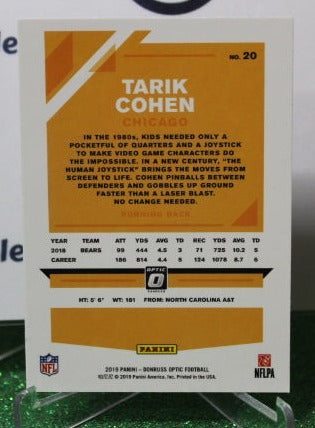 NO. 20
TARIK
COHEN
CHICAGO
IN THE 1980s, KIDS NEEDED ONLY A
POCKETFUL OF QUARTERS AND A JOYSTICK
TO MAKE VIDEO GAME CHARACTERS DO
THE IMPOSSIBLE. IN A NEW CENTURY, "THE
HUMAN JOYSTICK" BRINGS THE MOVES FROM
SCREEN TO LIFE. COHEN PINBALLS BETWEEN
DEFENDERS AND GOBBLES UP GROUND
FASTER THAN A LASER BLAST.
NO CHANGE NEEDED.
RUNNING BACK
YEAR TEAM ATT YDS AVG TD REC YDS AVG TD
2018 BEARS 99 444 4.5 3 71 725 10.2 5
CAREER 186 814 4.4 5 124 1078 8.7 6
OPTIC
DONRUSS
HT: 5' 6" WT: 181 FROM: NORTH CAROLINA A&T
NFL
PANINI
NFLPA
2019 PANINI – DONRUSS OPTIC FOOTBALL
© 2019 Panini America, Inc. Printed in the USA.